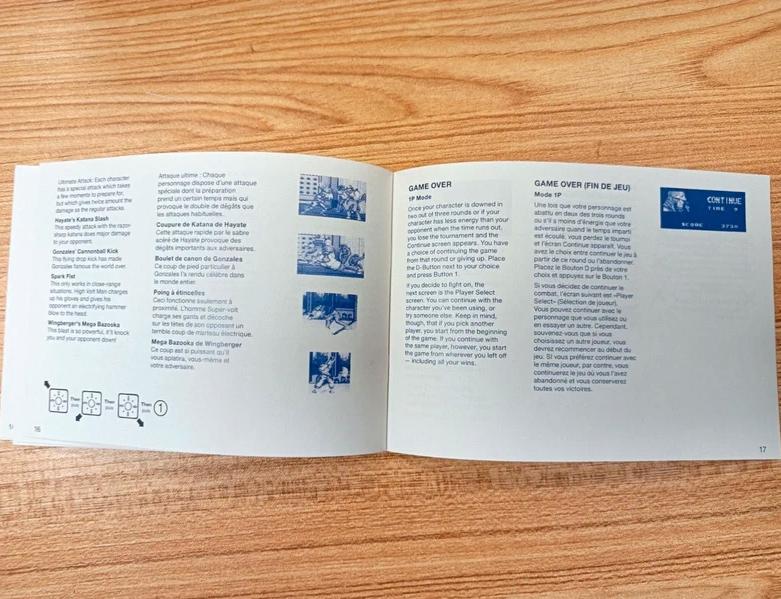 Ultimate Attack: Each character
has a special attack which takes
a few moments to prepare for,
but which gives twice amount the
damage as the regular attacks.
Hayate's Katana Slash
This speedy attack with the razor-
sharp katana does major damage
to your opponent.
Gonzales' Cannonball Kick
This flying drop kick has made
Gonzales famous the world over.
Spark Fist
This only works in close-range
situations. High Volt Man charges
up his gloves and gives his
opponent an electrifying hammer
blow to the head.
Wingberger's Mega Bazooka
This blast is so powerful, it'll knock
you and your opponent down!
Then
Then
Then
1
16
Attaque ultime : Chaque
personnage dispose d'une attaque
spéciale dont la préparation
prend un certain temps mais qui
provoque le double de dégâts que
les attaques habituelles.
Coupure de Katana de Hayate
Cette attaque rapide par le sabre
acéré de Hayate provoque des
dégâts importants aux adversaires.
Boulet de canon de Gonzales
Ce coup de pied particulier à
Gonzales l'a rendu célèbre dans
le monde entier.
Poing à étincelles
Ceci fonctionne seulement à
proximité. L'homme Super-volt
charge ses gants et décoche
sur les têtes de son opposant un
terrible coup de marteau électrique.
Mega Bazooka de Wingberger
Ce coup est si puissant qu'il
vous aplatira, vous-même et
votre adversaire.
GAME OVER
1P Mode
Once your character is downed in
two out of three rounds or if your
character has less energy than your
opponent when the time runs out,
you lose the tournament and the
Continue screen appears. You have
a choice of continuing the game
from that round or giving up. Place
the D-Button next to your choice
and press Button 1.
If you decide to fight on, the
next screen is the Player Select
screen. You can continue with the
character you've been using, or
try someone else. Keep in mind,
though, that if you pick another
player, you start from the beginning
of the game. If you continue with
the same player, however, you start
the game from wherever you left off
— including all your wins.
GAME OVER (FIN DE JEU)
Mode 1P
Une fois que votre personnage est
abattu en deux des trois rounds
ou s'il a moins d'énergie que votre
adversaire quand le temps imparti
est écoulé, vous perdez le tournoi
et l'écran Continue apparaît. Vous
avez le choix entre continuer le jeu à
partir de ce round ou l'abandonner.
Placez le Bouton D près de votre
choix et appuyez sur le Bouton 1.
Si vous décidez de continuer le
combat, l'écran suivant est «Player
Select» (Sélection de joueur).
Vous pouvez continuer avec le
personnage que vous utilisez ou
en essayer un autre. Cependant,
souvenez-vous que si vous
choisissez un autre joueur, vous
devrez recommencer au début du
jeu. Si vous préférez continuer avec
le même joueur, par contre, vous
continuerez le jeu où vous l'avez
abandonné et vous conserverez
toutes vos victoires.
CONTINUE
TIME 9
SCORE 3730
17